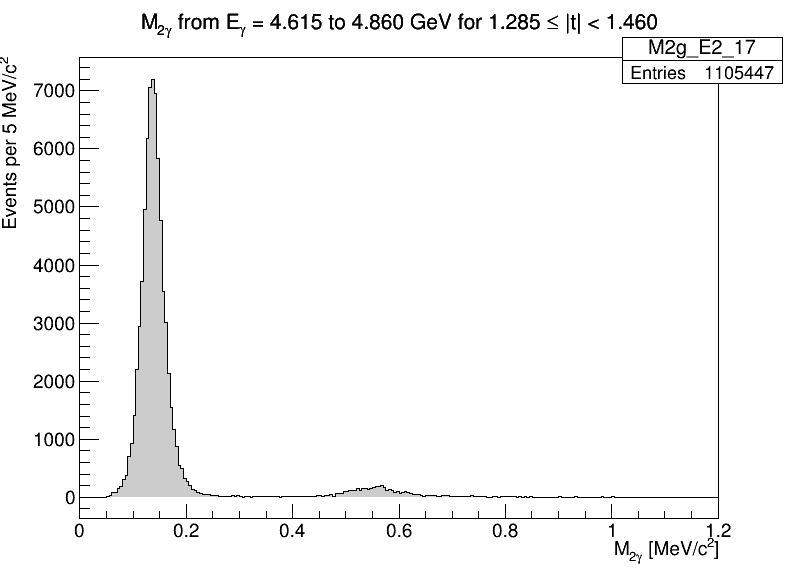 M2γ from Eγ = 4.615 to 4.860 GeV for 1.285 ≤ |t| < 1.460
M2g_E2_17
Entries 1105447
Events per 5 MeV/c²
7000
6000
5000
4000
3000
2000
1000
0
0 0.2 0.4 0.6 0.8 1 1.2
M2γ [MeV/c²]